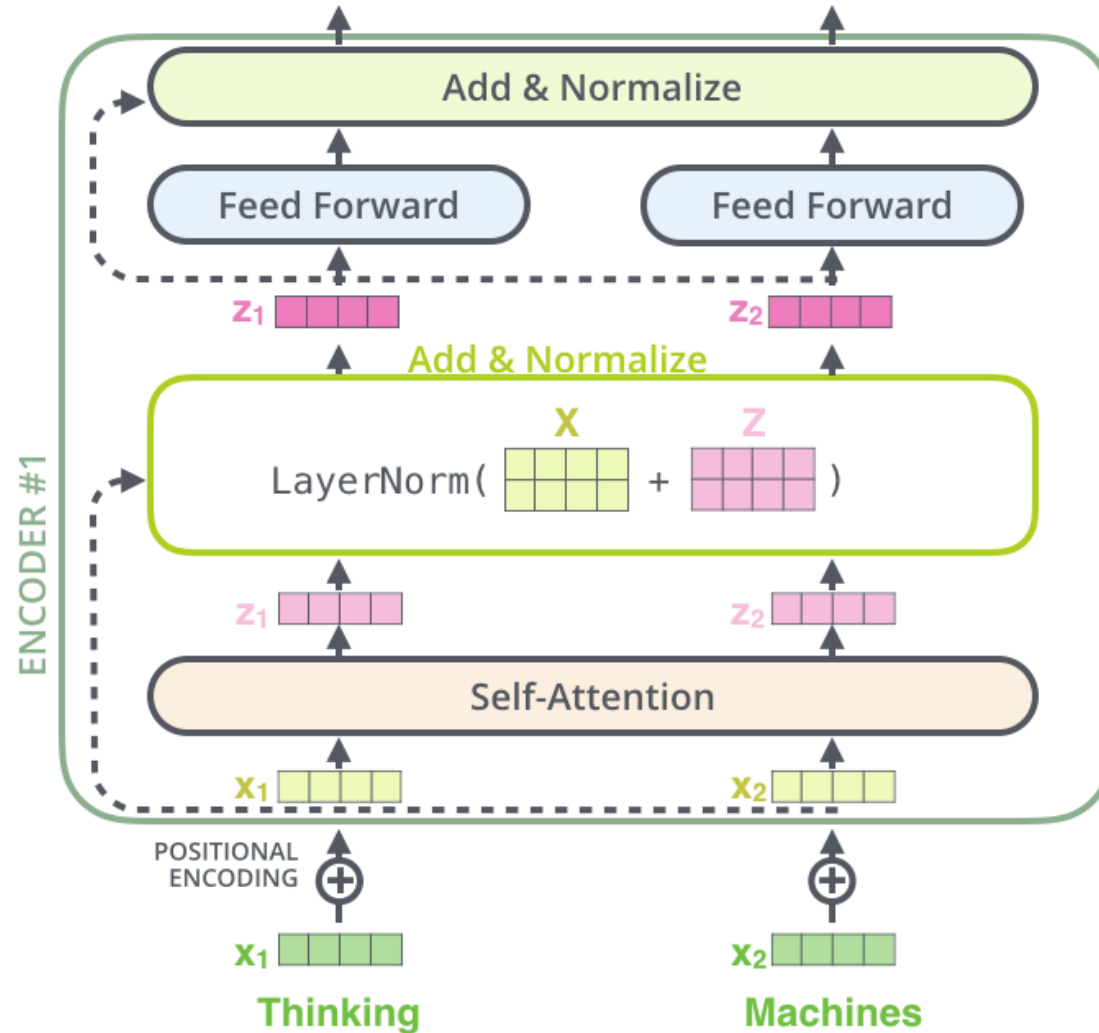 Add & Normalize
Feed Forward Feed Forward
z₁ z₂
Add & Normalize
X Z
LayerNorm( + )
z₁ z₂
Self-Attention
x₁ x₂
ENCODER #1
POSITIONAL
ENCODING
x₁ x₂
Thinking Machines